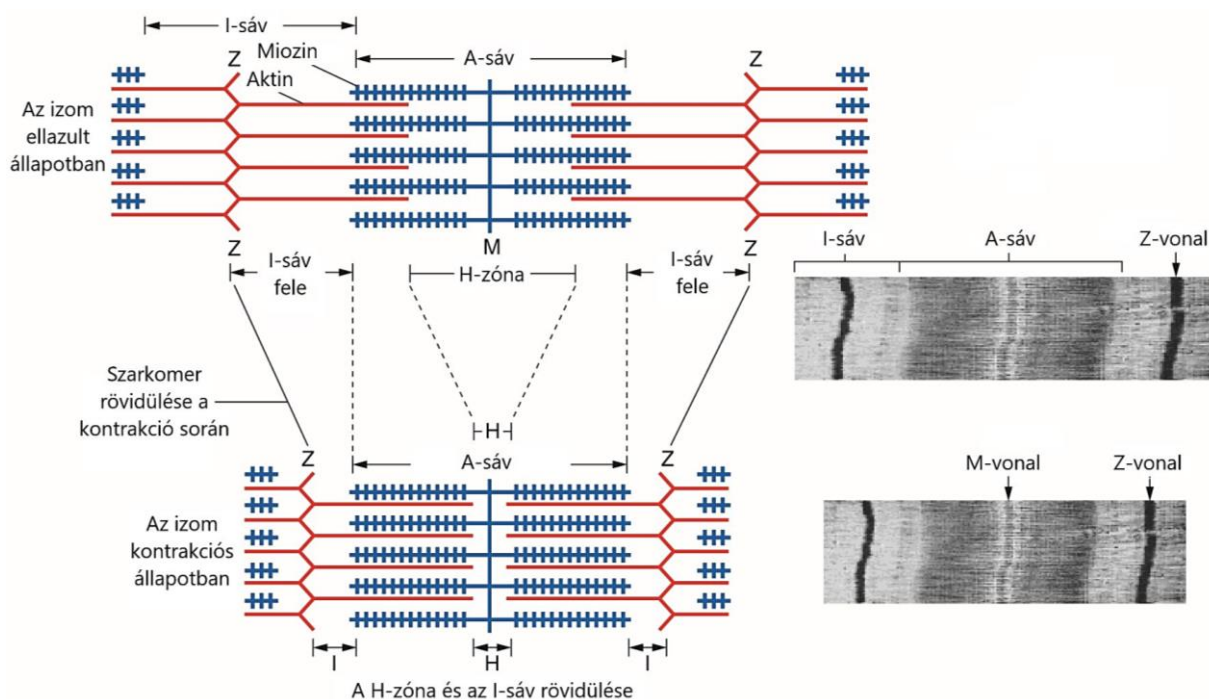 I-sáv
Z
Miozin
A-sáv
Z
Aktin
Az izom
ellazult
állapotban
Z
M
Z
I-sáv
fele
H-zóna
I-sáv
fele
I-sáv
A-sáv
Z-vonal
Szarkomer
rövidülése a
kontrakció során
H
Z
A-sáv
Z
M-vonal
Z-vonal
Az izom
kontrakciós
állapotban
I
H
I
A H-zóna és az I-sáv rövidülése